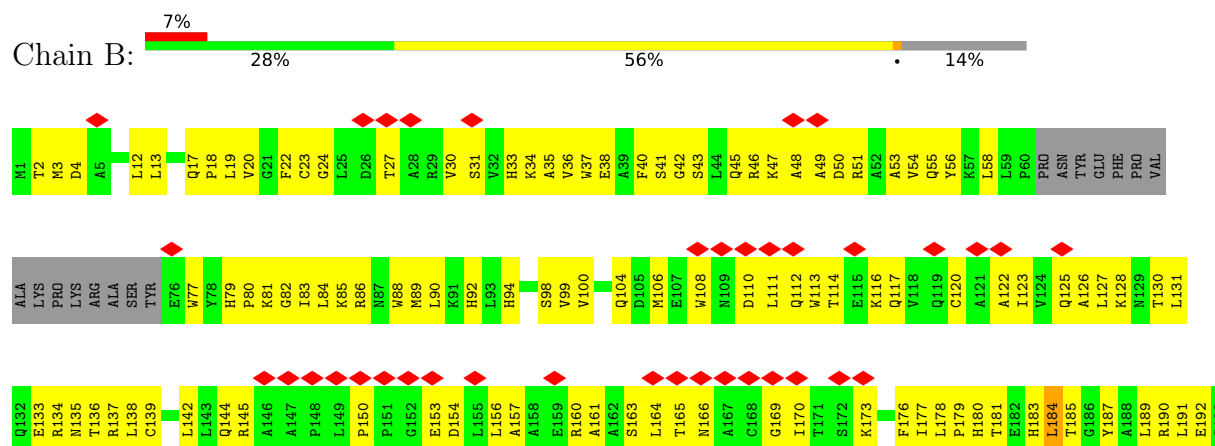 7%
Chain B:
28% 56% • 14%
M1 T2 M3 D4 A5 L12 L13 Q17 P18 L19 V20 G21 F22 C23 G24 L25 D26 T27 A28 R29 V30 S31 V32 H33 K34 A35 V36 W37 E38 A39 F40 S41 G42 S43 L44 Q45 R46 K47 A48 A49 D50 R51 A52 A53 V54 Q55 Y56 K57 L58 L59 P60 PRO ASN TYR GLU PHE PRO VAL
ALA LYS PRO LYS ARG ALA SER TYR E76 W77 Y78 H79 P80 K81 G82 I83 L84 K85 R86 N87 W88 M89 L90 K91 H92 L93 H94 S98 V99 V100 Q104 D105 M106 E107 W108 N109 D110 L111 Q112 W113 T114 E115 K116 Q117 V118 Q119 C120 A121 A122 I123 V124 Q125 A126 L127 K128 N129 T130 L131
Q132 E133 R134 N135 T136 R137 L138 C139 L142 L143 Q144 R145 A146 A147 P148 L149 P150 P151 G152 E153 D154 L155 L156 A157 A158 E159 R160 A161 A162 S163 L164 T165 N166 A167 C168 G169 I170 T171 S172 K173 F176 I177 L178 P179 H180 T181 E182 H183 L184 T185 G186 Y187 A188 L189 R190 L191 E192